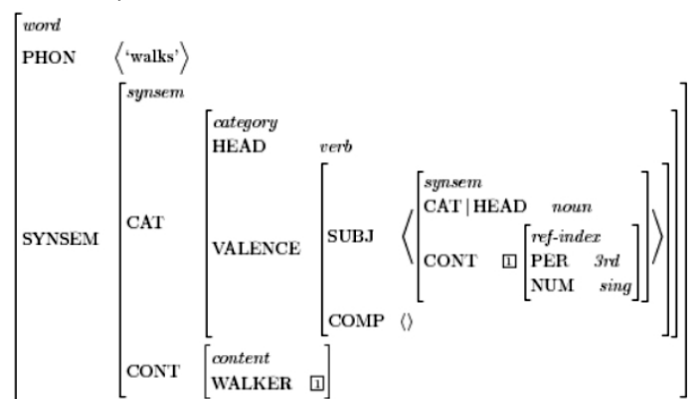 word
PHON ⟨‘walks’⟩
synsem
category
HEAD verb
synsem
CAT|HEAD noun
SUBJ
ref-index
CAT
SYNSEM
VALENCE
CONT 1 PER 3rd
NUM sing
COMP ⟨⟩
content
CONT
WALKER 1